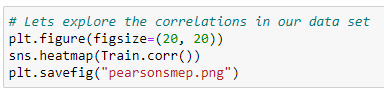 # Lets explore the correlations in our data set
plt.figure(figsize=(20, 20))
sns.heatmap(Train.corr())
plt.savefig("pearsonsmep.png")